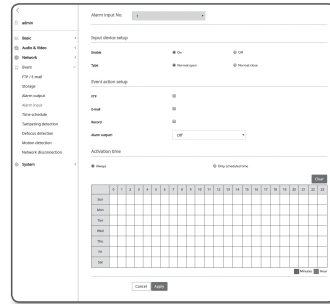 admin
Basic
Audio & Video
Network
Event
FTP / E-mail
Storage
Alarm output
Alarm input
Time schedule
Tampering detection
Defocus detection
Motion detection
Network disconnection
System
Alarm Input No. 1
Input device setup
Enable On Off
Type Normal open Normal close
Event action setup
FTP
E-mail
Record
Alarm output1 Off
Activation time
Always Only scheduled time
Clear
0 1 2 3 4 5 6 7 8 9 10 11 12 13 14 15 16 17 18 19 20 21 22 23
Sun
Mon
Tue
Wed
Thu
Fri
Sat
Minutes Hour
Cancel Apply